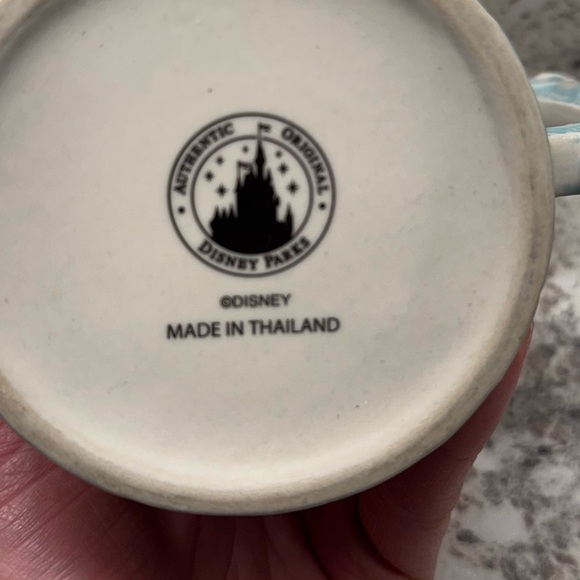 AUTHENTIC ORIGINAL
DISNEY PARKS
©DISNEY
MADE IN THAILAND